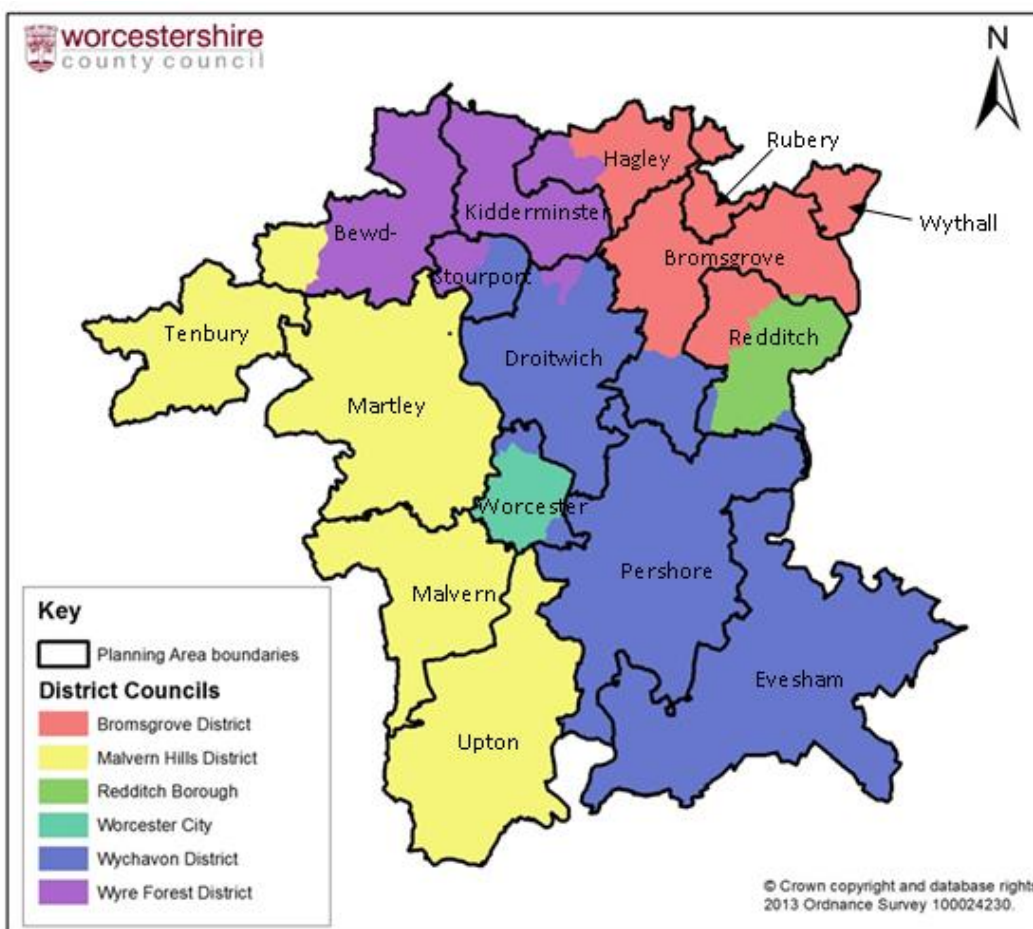 worcestershire
county council
N
Rubery
Hagley
Wythall
Kidderminster
Bewd-
Bromsgrove
Stourport
Tenbury
Redditch
Droitwich
Martley
Worcester
Pershore
Malvern
Evesham
Upton
Key
Planning Area boundaries
District Councils
Bromsgrove District
Malvern Hills District
Redditch Borough
Worcester City
Wychavon District
Wyre Forest District
© Crown copyright and database rights
2013 Ordnance Survey 100024230.